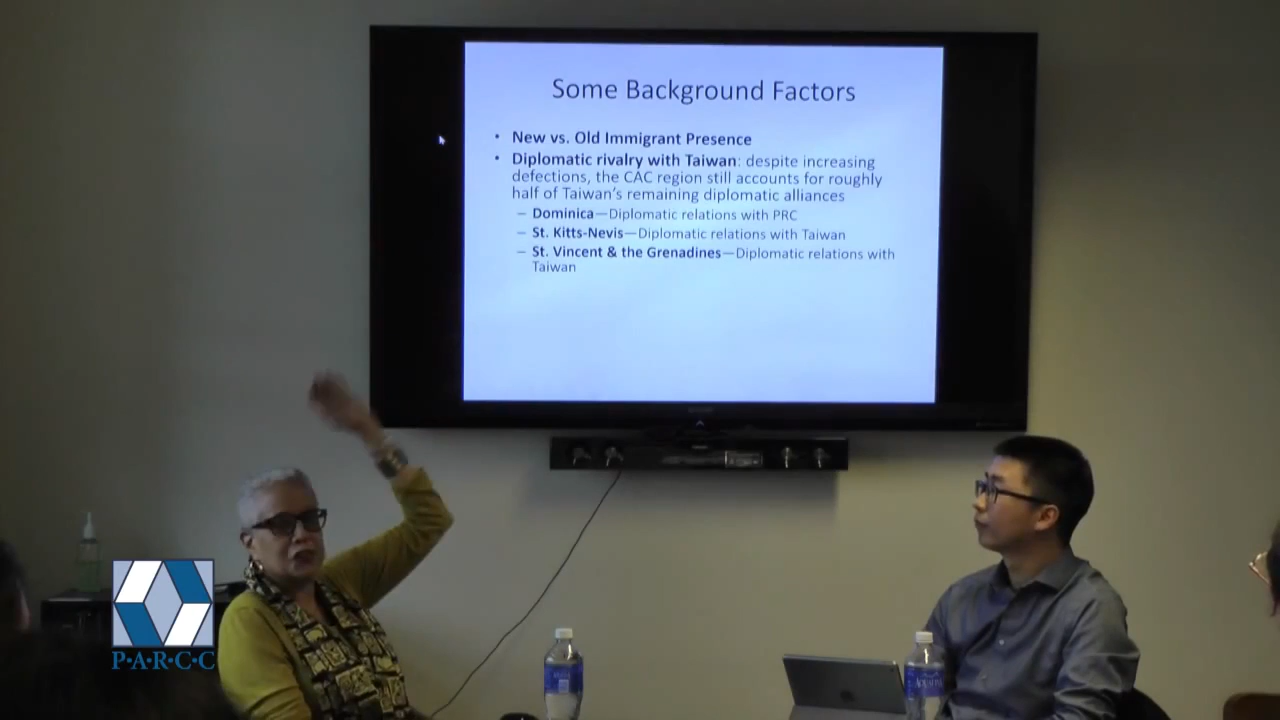 Some Background Factors
• New vs. Old Immigrant Presence
• Diplomatic rivalry with Taiwan: despite increasing
defections, the CAC region still accounts for roughly
half of Taiwan's remaining diplomatic alliances
– Dominica—Diplomatic relations with PRC
– St. Kitts-Nevis—Diplomatic relations with Taiwan
– St. Vincent & the Grenadines—Diplomatic relations with
Taiwan
P·A·R·C·C